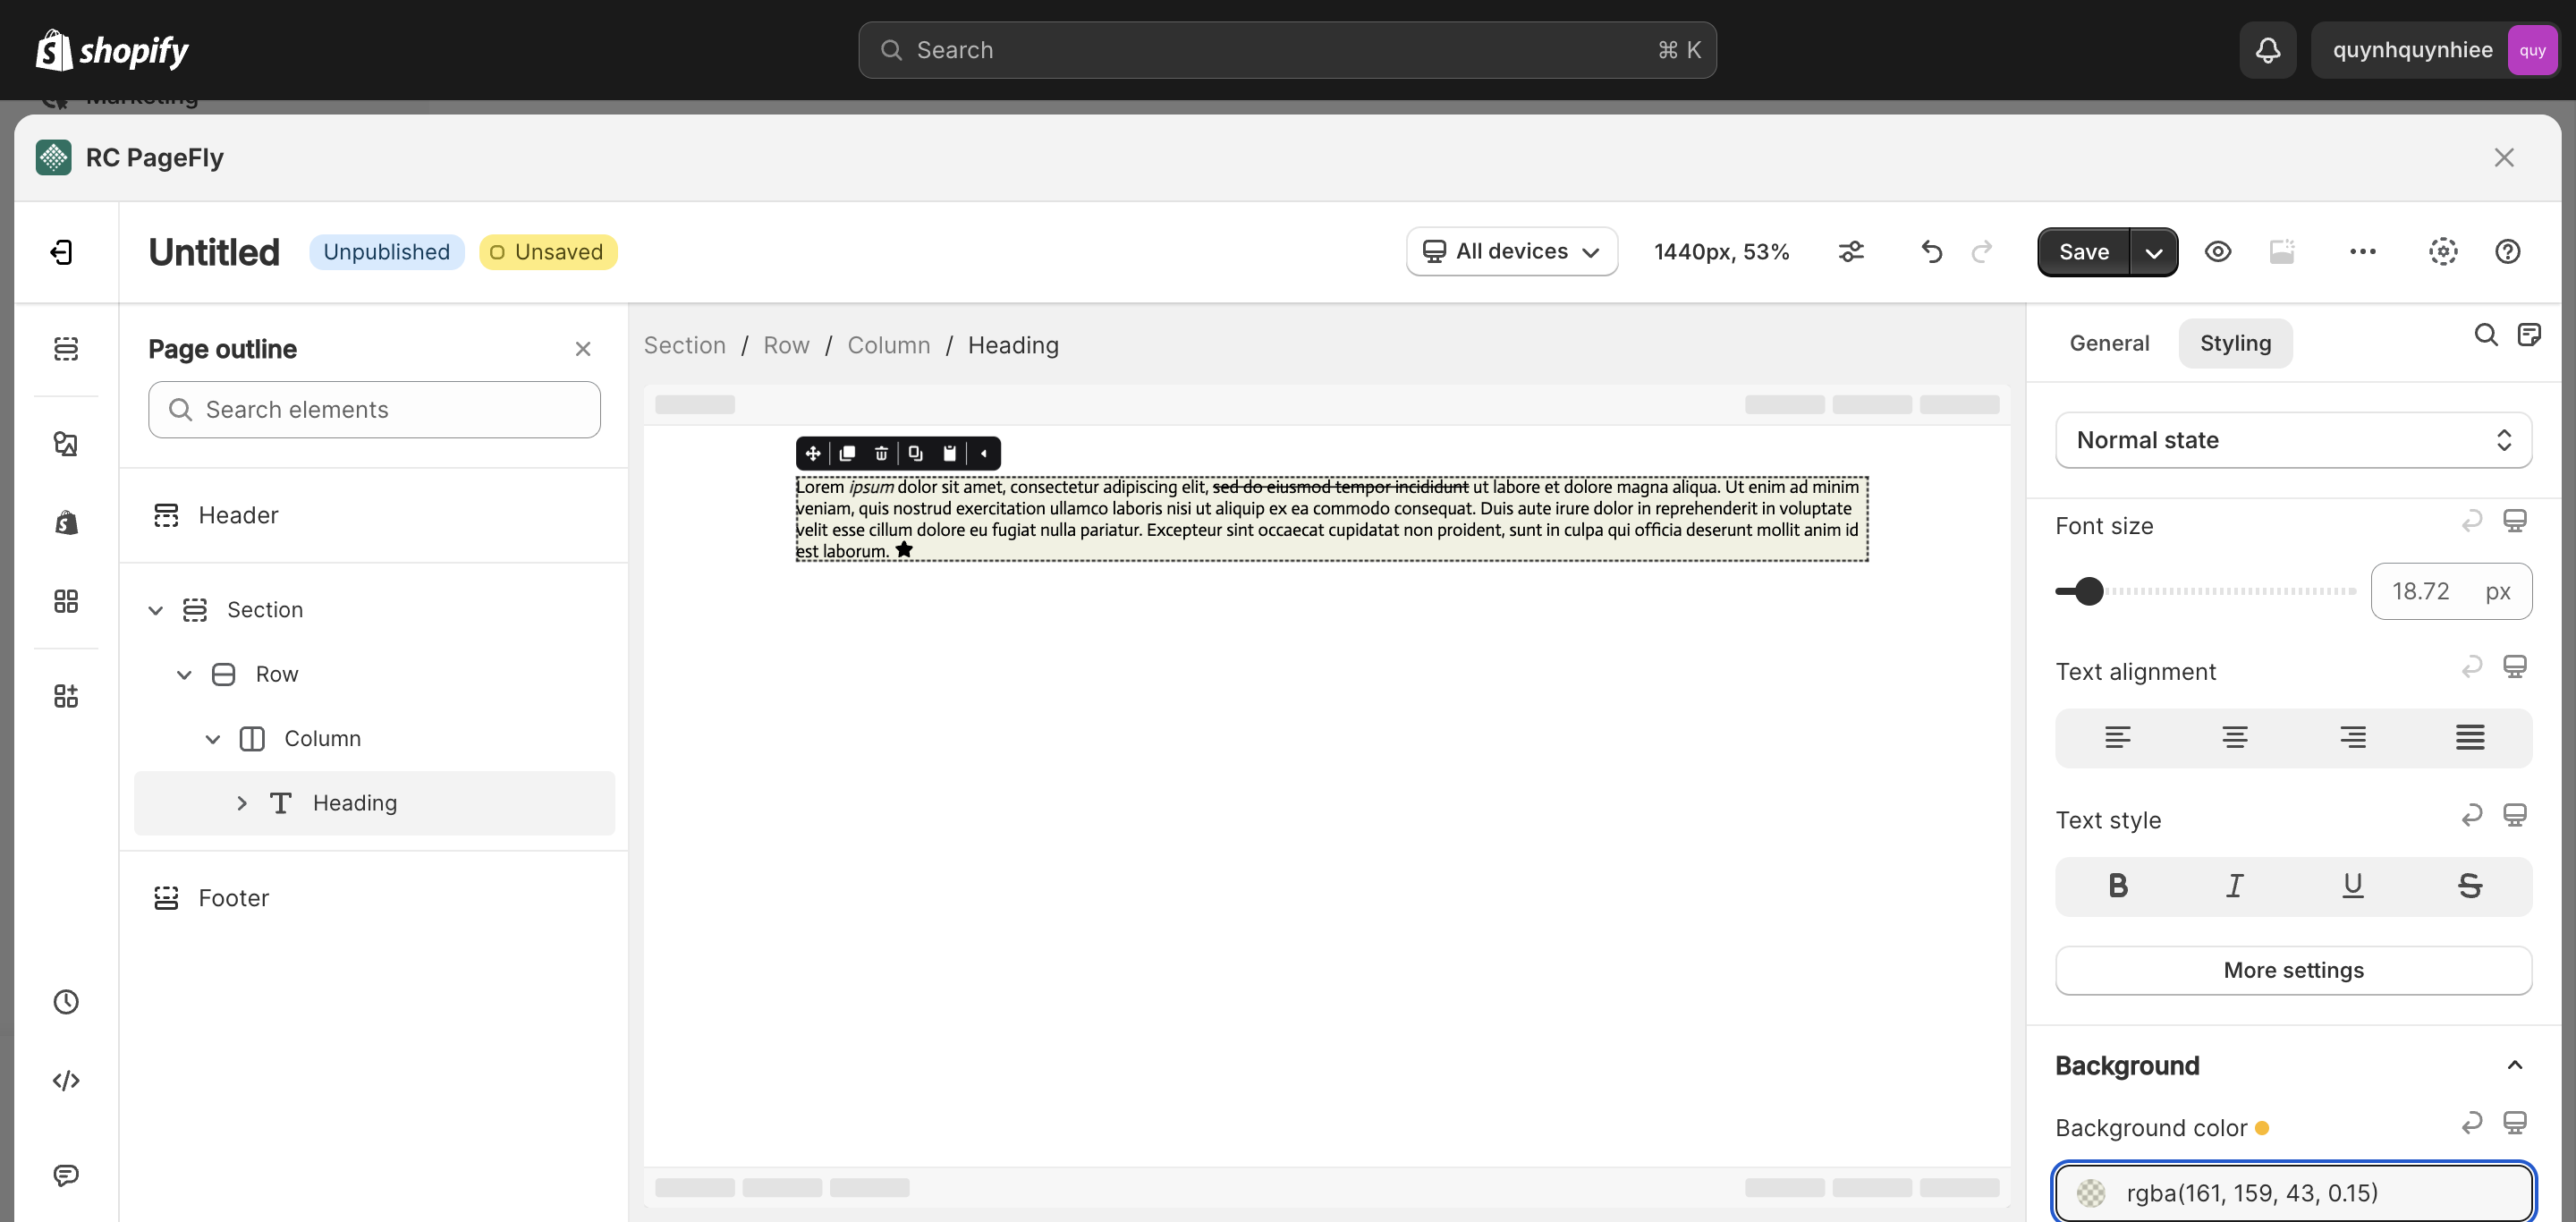 shopify
Search
⌘ K
quynhquynhiee
quy
Marketing
RC PageFly
Untitled
Unpublished
Unsaved
All devices
1440px, 53%
Save
Page outline
Search elements
Header
Section
Row
Column
Heading
Footer
Section / Row / Column / Heading
Lorem ipsum dolor sit amet, consectetur adipiscing elit, sed do eiusmod tempor incididunt ut labore et dolore magna aliqua. Ut enim ad minim
veniam, quis nostrud exercitation ullamco laboris nisi ut aliquip ex ea commodo consequat. Duis aute irure dolor in reprehenderit in voluptate
velit esse cillum dolore eu fugiat nulla pariatur. Excepteur sint occaecat cupidatat non proident, sunt in culpa qui officia deserunt mollit anim id
est laborum. ★
General
Styling
Normal state
Font size
18.72 px
Text alignment
Text style
B I U S
More settings
Background
Background color
rgba(161, 159, 43, 0.15)